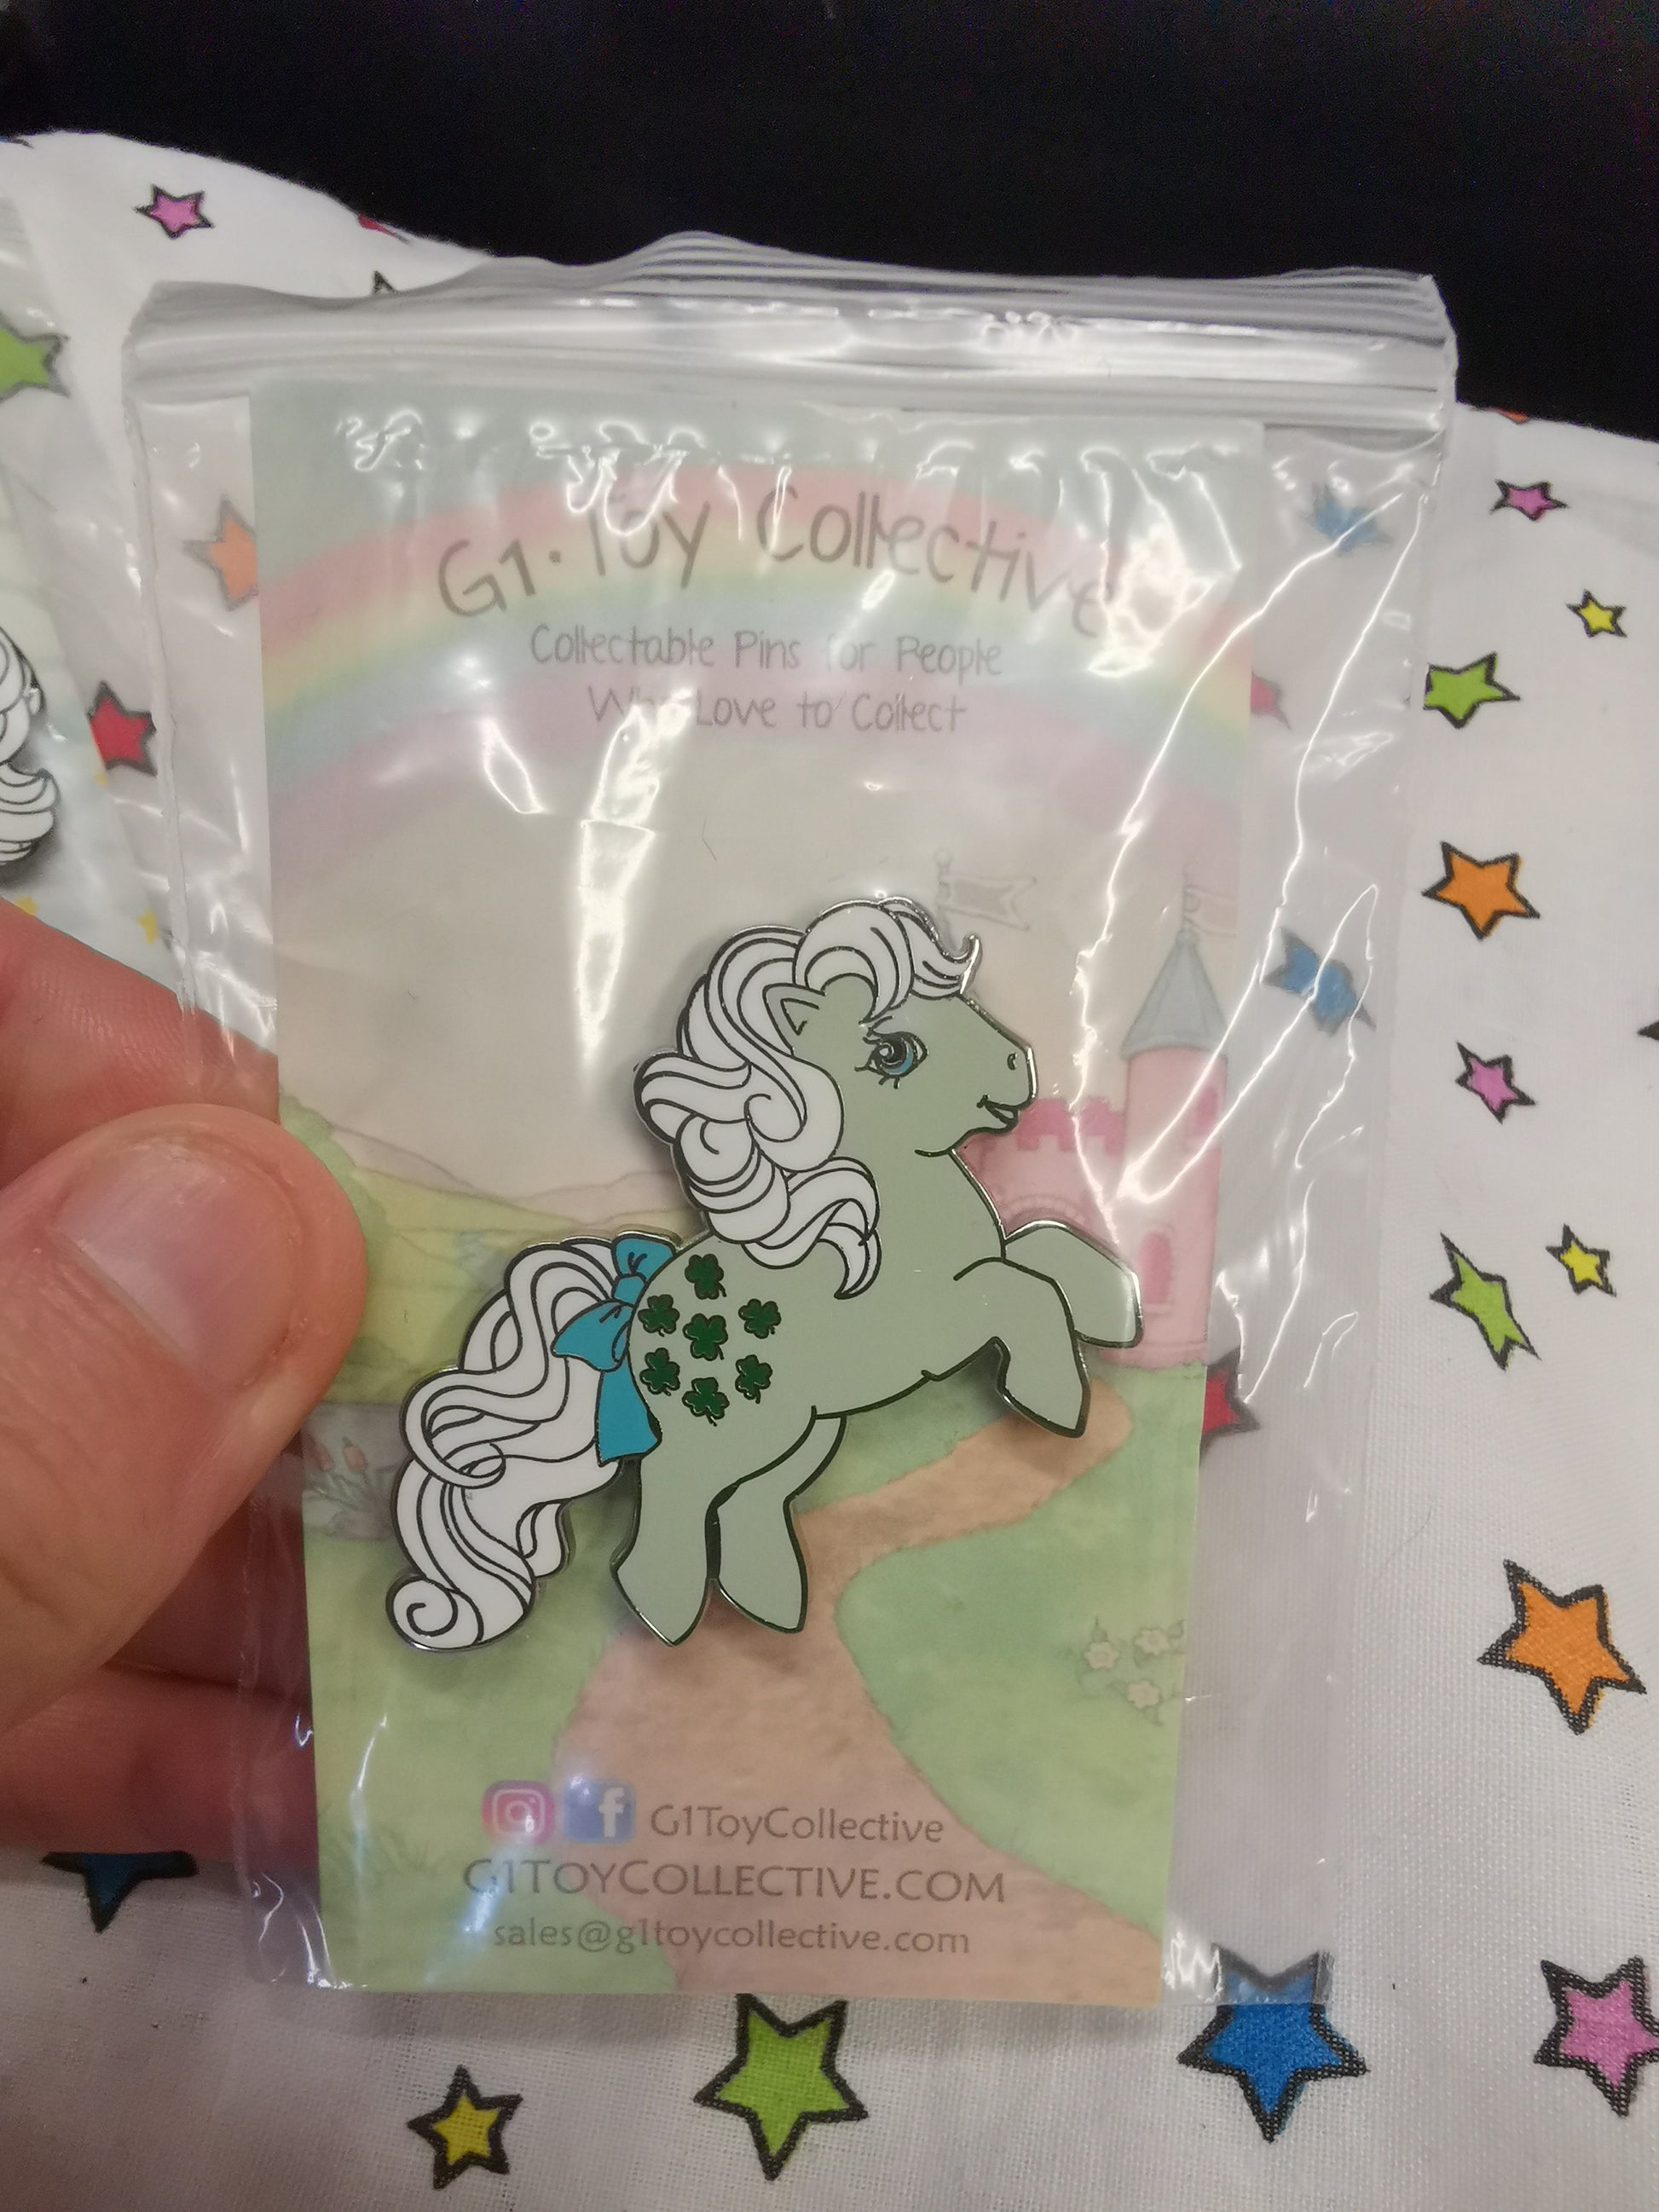 G1 · Toy Collective
Collectable Pins for People
Who Love to Collect
G1ToyCollective
G1TOYCOLLECTIVE.COM
sales@g1toycollective.com